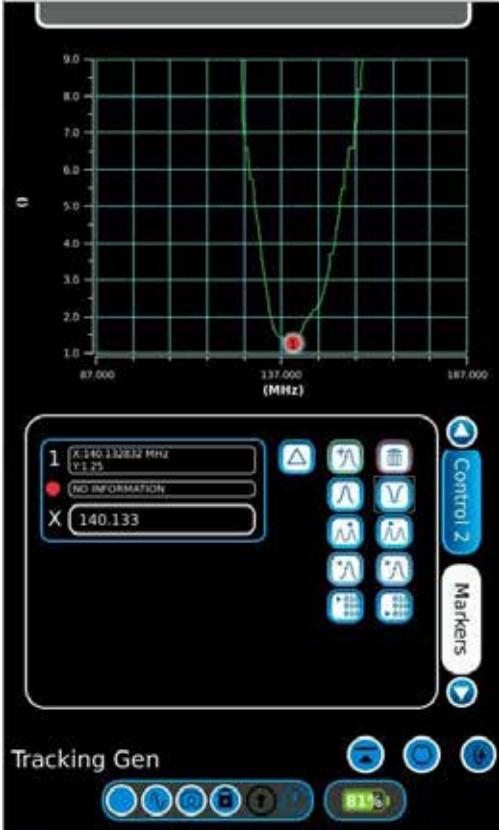 9.0
8.0
7.0
6.0
5.0
4.0
3.0
2.0
1.0
()
1
87.000 137.000 187.000
(MHz)
1 X:140.132832 MHz
Y:1.25
NO INFORMATION
X 140.133
Control 2
Markers
Tracking Gen
81%